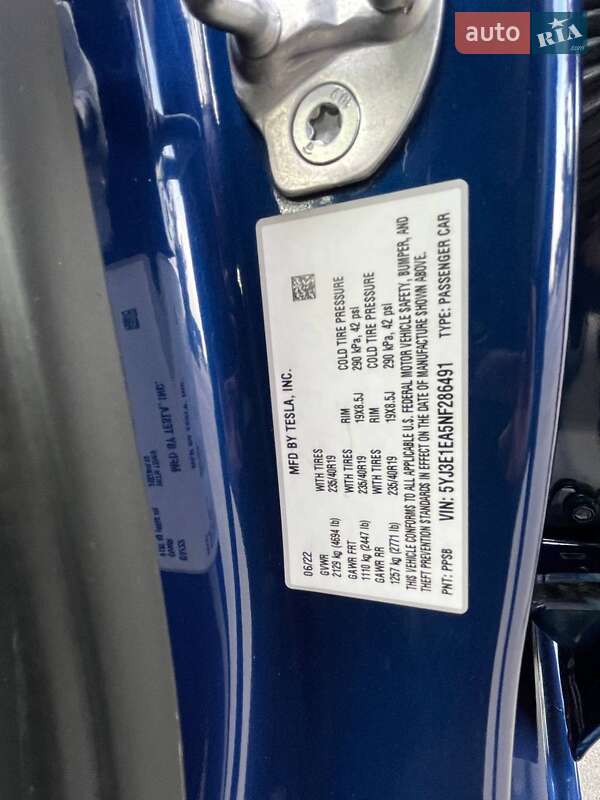 auto RIA .com
MFD BY TESLA, INC.
06/22
GVWR WITH TIRES RIM COLD TIRE PRESSURE
2129 kg (4694 lb) 235/40R19 19X8.5J 290 kPa, 42 psi
GAWR FRT WITH TIRES RIM COLD TIRE PRESSURE
1110 kg (2447 lb) 235/40R19 19X8.5J 290 kPa, 42 psi
GAWR RR WITH TIRES
1257 kg (2771 lb) 235/40R19
THIS VEHICLE CONFORMS TO ALL APPLICABLE U.S. FEDERAL MOTOR VEHICLE SAFETY, BUMPER, AND
THEFT PREVENTION STANDARDS IN EFFECT ON THE DATE OF MANUFACTURE SHOWN ABOVE.
PNT: PPSB VIN: 5YJ3E1EA5NF286491 TYPE: PASSENGER CAR